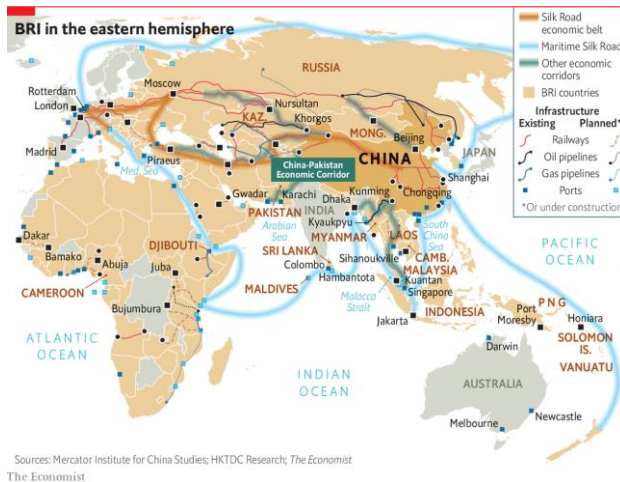 BRI in the eastern hemisphere
Silk Road
economic belt
Maritime Silk Road
Other economic
corridors
BRI countries
Infrastructure
Existing Planned*
Railways
Oil pipelines
Gas pipelines
Ports
*Or under construction
RUSSIA
Moscow
Rotterdam
London
Nursultan
KAZ.
Khorgos
MONG.
Beijing
JAPAN
Madrid
Piraeus
Med. Sea
China-Pakistan
Economic Corridor
CHINA
Shanghai
Gwadar
Karachi
Kunming
Chongqing
Dhaka
PAKISTAN
INDIA
Arabian
Sea
Kyaukpyu
MYANMAR
LAOS
South
China
Sea
PACIFIC
OCEAN
Dakar
Bamako
Abuja
DJIBOUTI
Juba
SRI LANKA
Colombo
Hambantota
Sihanoukville
CAMB.
MALAYSIA
Kuantan
Singapore
CAMEROON
MALDIVES
Malacca
Strait
Bujumbura
Jakarta
INDONESIA
PNG
Port
Moresby
Honiara
SOLOMON
IS.
VANUATU
ATLANTIC
OCEAN
INDIAN
OCEAN
Darwin
AUSTRALIA
Melbourne
Newcastle
Sources: Mercator Institute for China Studies; HKTDC Research; The Economist
The Economist